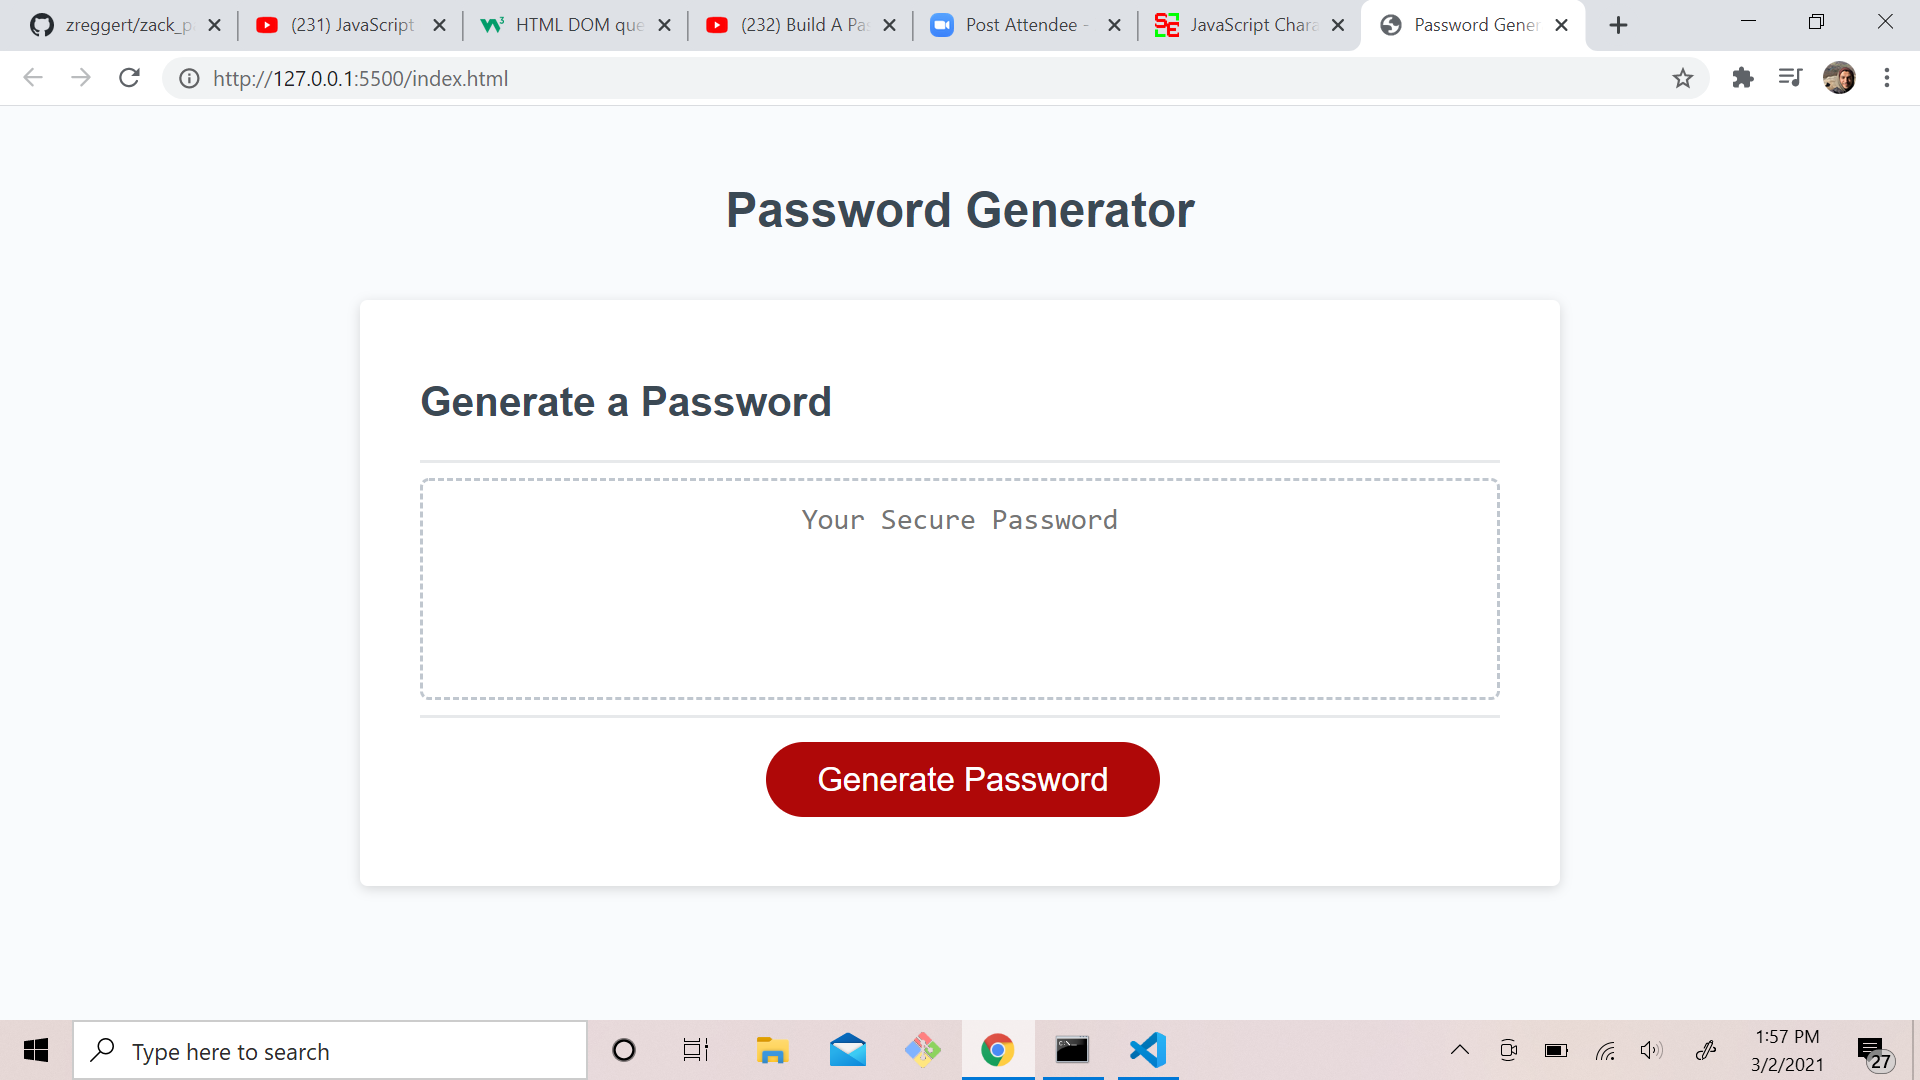 zreggert/zack_p
(231) JavaScript
HTML DOM que
(232) Build A Pas
Post Attendee -
JavaScript Chara
Password Gener
http://127.0.0.1:5500/index.html
Password Generator
Generate a Password
Your Secure Password
Generate Password
Type here to search
1:57 PM
3/2/2021
27